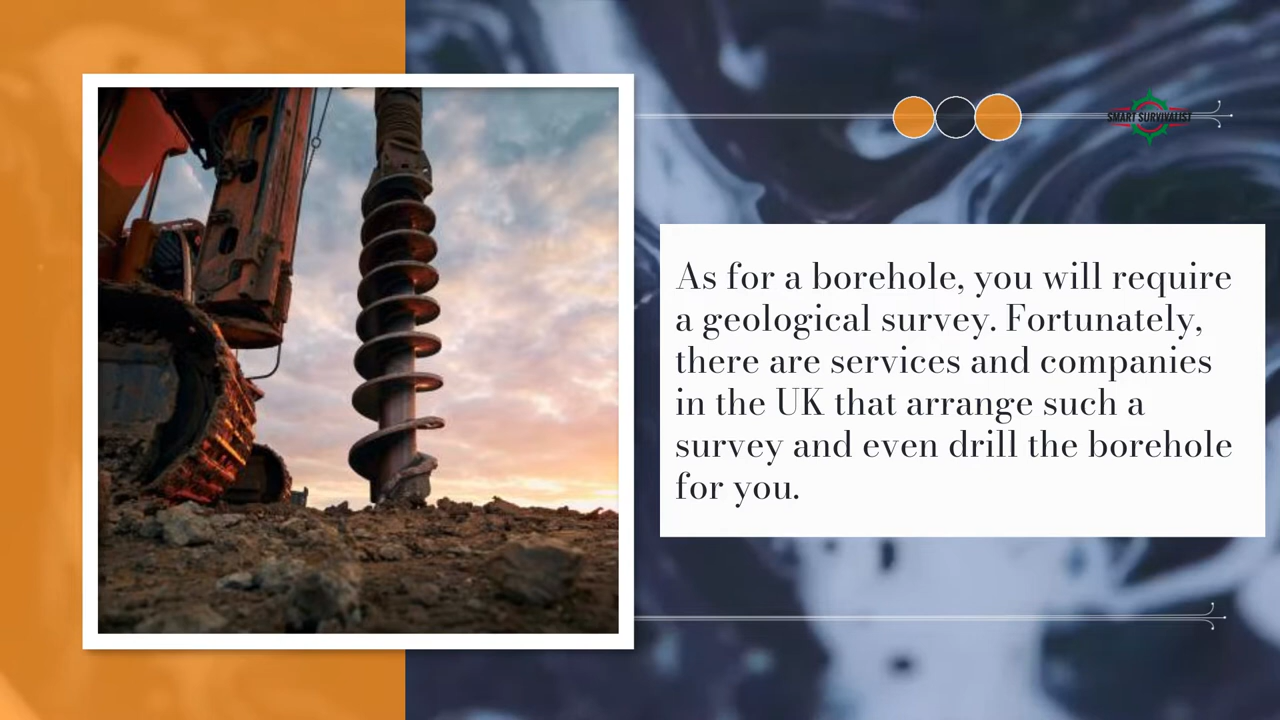 SMART SURVIVALIST
As for a borehole, you will require
a geological survey. Fortunately,
there are services and companies
in the UK that arrange such a
survey and even drill the borehole
for you.